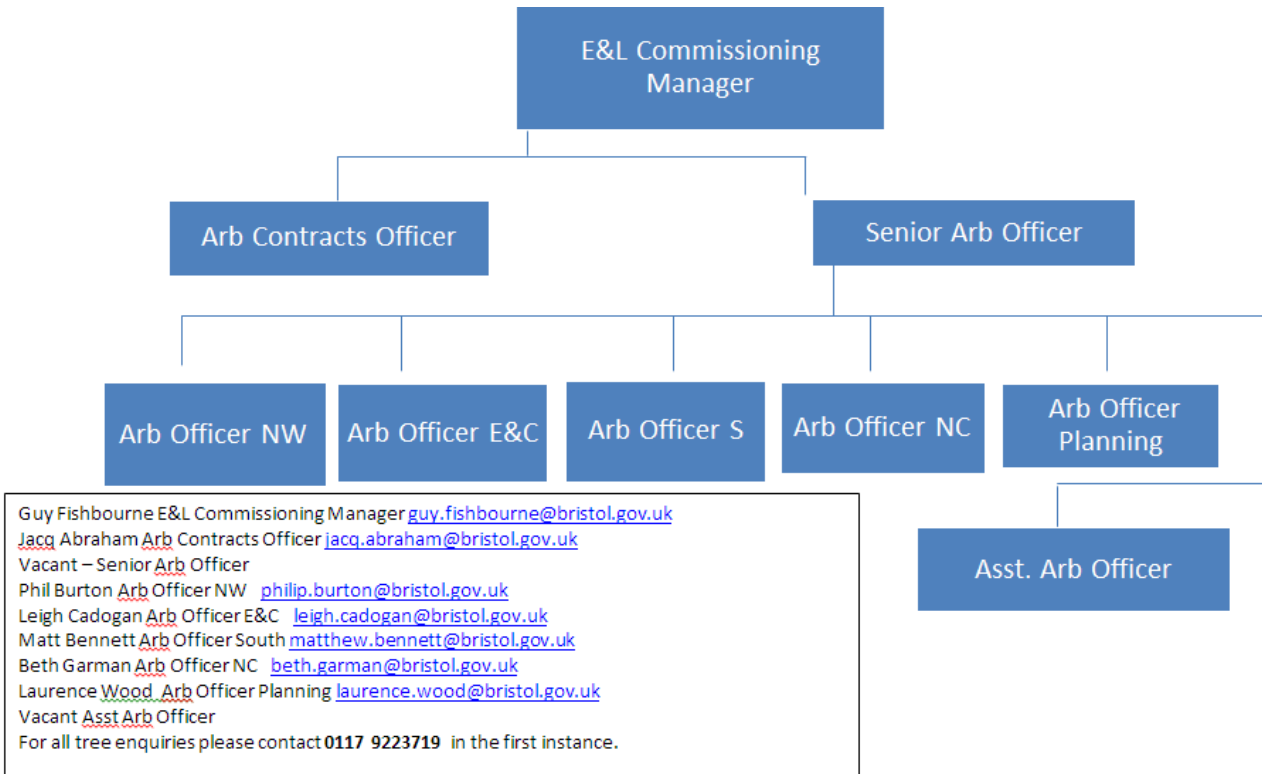 E&L Commissioning
Manager
Arb Contracts Officer
Senior Arb Officer
Arb Officer NW
Arb Officer E&C
Arb Officer S
Arb Officer NC
Arb Officer
Planning
Asst. Arb Officer
Guy Fishbourne E&L Commissioning Manager guy.fishbourne@bristol.gov.uk
Jacq Abraham Arb Contracts Officer jacq.abraham@bristol.gov.uk
Vacant – Senior Arb Officer
Phil Burton Arb Officer NW philip.burton@bristol.gov.uk
Leigh Cadogan Arb Officer E&C leigh.cadogan@bristol.gov.uk
Matt Bennett Arb Officer South matthew.bennett@bristol.gov.uk
Beth Garman Arb Officer NC beth.garman@bristol.gov.uk
Laurence Wood Arb Officer Planning laurence.wood@bristol.gov.uk
Vacant Asst Arb Officer
For all tree enquiries please contact 0117 9223719 in the first instance.